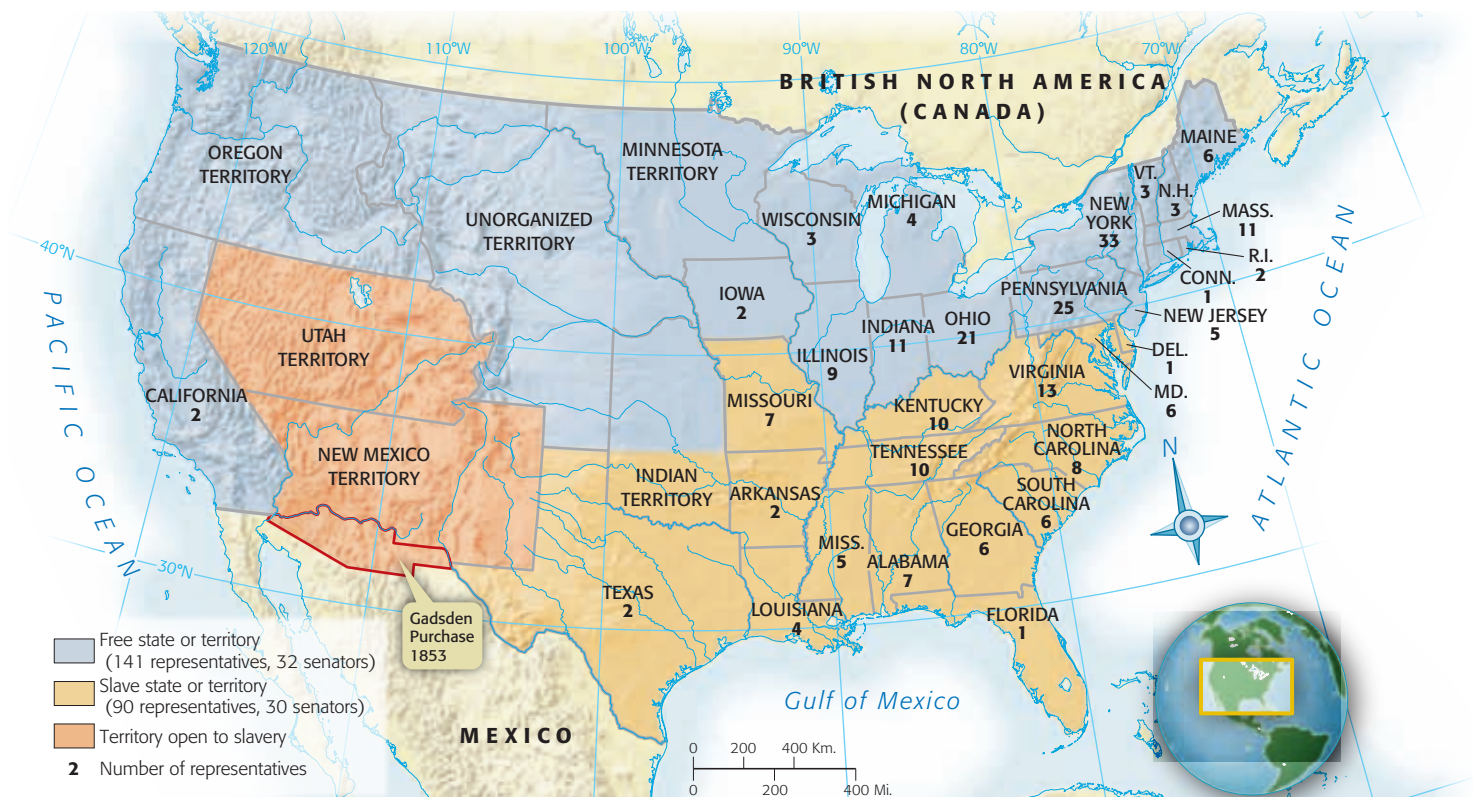 120°W
110°W
100°W
90°W
80°W
70°W
BRITISH NORTH AMERICA
(CANADA)
OREGON
TERRITORY
MINNESOTA
TERRITORY
MAINE
6
VT.
3
N.H.
3
UNORGANIZED
TERRITORY
WISCONSIN
3
MICHIGAN
4
NEW
YORK
33
MASS.
11
R.I.
2
CONN.
1
40°N
IOWA
2
PENNSYLVANIA
25
NEW JERSEY
5
UTAH
TERRITORY
ILLINOIS
9
INDIANA
11
OHIO
21
DEL.
1
MD.
6
CALIFORNIA
2
MISSOURI
7
KENTUCKY
10
VIRGINIA
13
NEW MEXICO
TERRITORY
INDIAN
TERRITORY
ARKANSAS
2
TENNESSEE
10
NORTH
CAROLINA
8
SOUTH
CAROLINA
6
N
PACIFIC OCEAN
ATLANTIC OCEAN
30°N
MISS.
5
ALABAMA
7
GEORGIA
6
TEXAS
2
LOUISIANA
4
FLORIDA
1
Gadsden
Purchase
1853
Gulf of Mexico
MEXICO
Free state or territory
(141 representatives, 32 senators)
Slave state or territory
(90 representatives, 30 senators)
Territory open to slavery
2 Number of representatives
0 200 400 Km.
0 200 400 Mi.